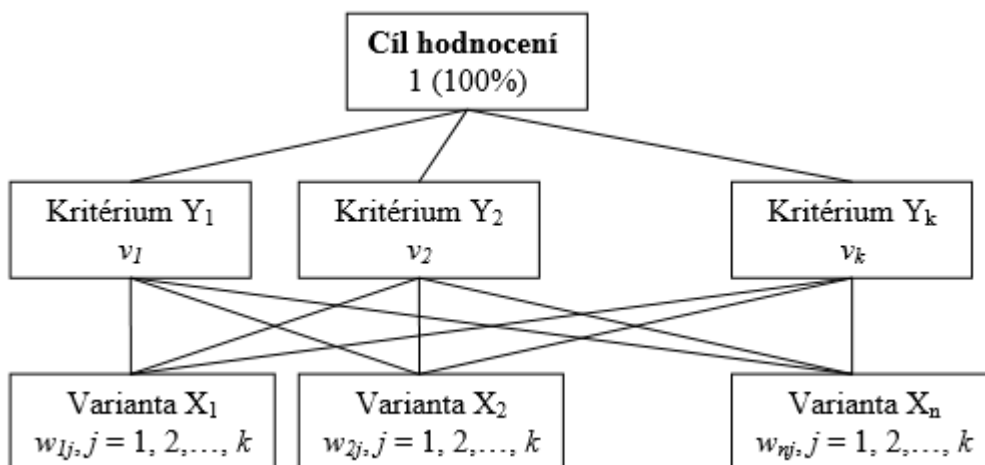 Cíl hodnocení
1 (100%)
Kritérium Y₁
v₁
Kritérium Y₂
v₂
Kritérium Yₖ
vₖ
Varianta X₁
w₁ⱼ, j = 1, 2,…, k
Varianta X₂
w₂ⱼ, j = 1, 2,…, k
Varianta Xₙ
wₙⱼ, j = 1, 2,…, k